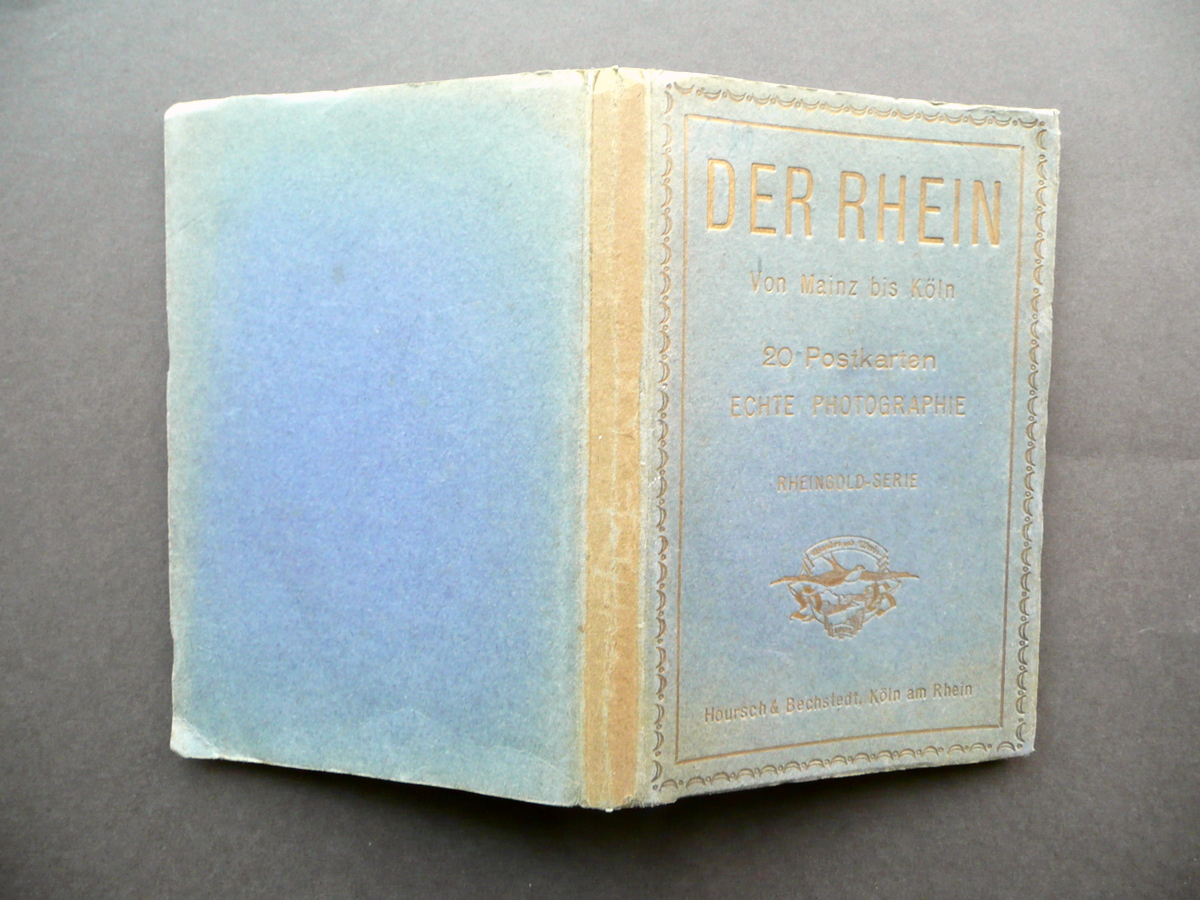 DER RHEIN
Von Mainz bis Köln
20 Postkarten
ECHTE PHOTOGRAPHIE
RHEINGOLD-SERIE
H B
Hoursch & Bechstedt, Köln am Rhein